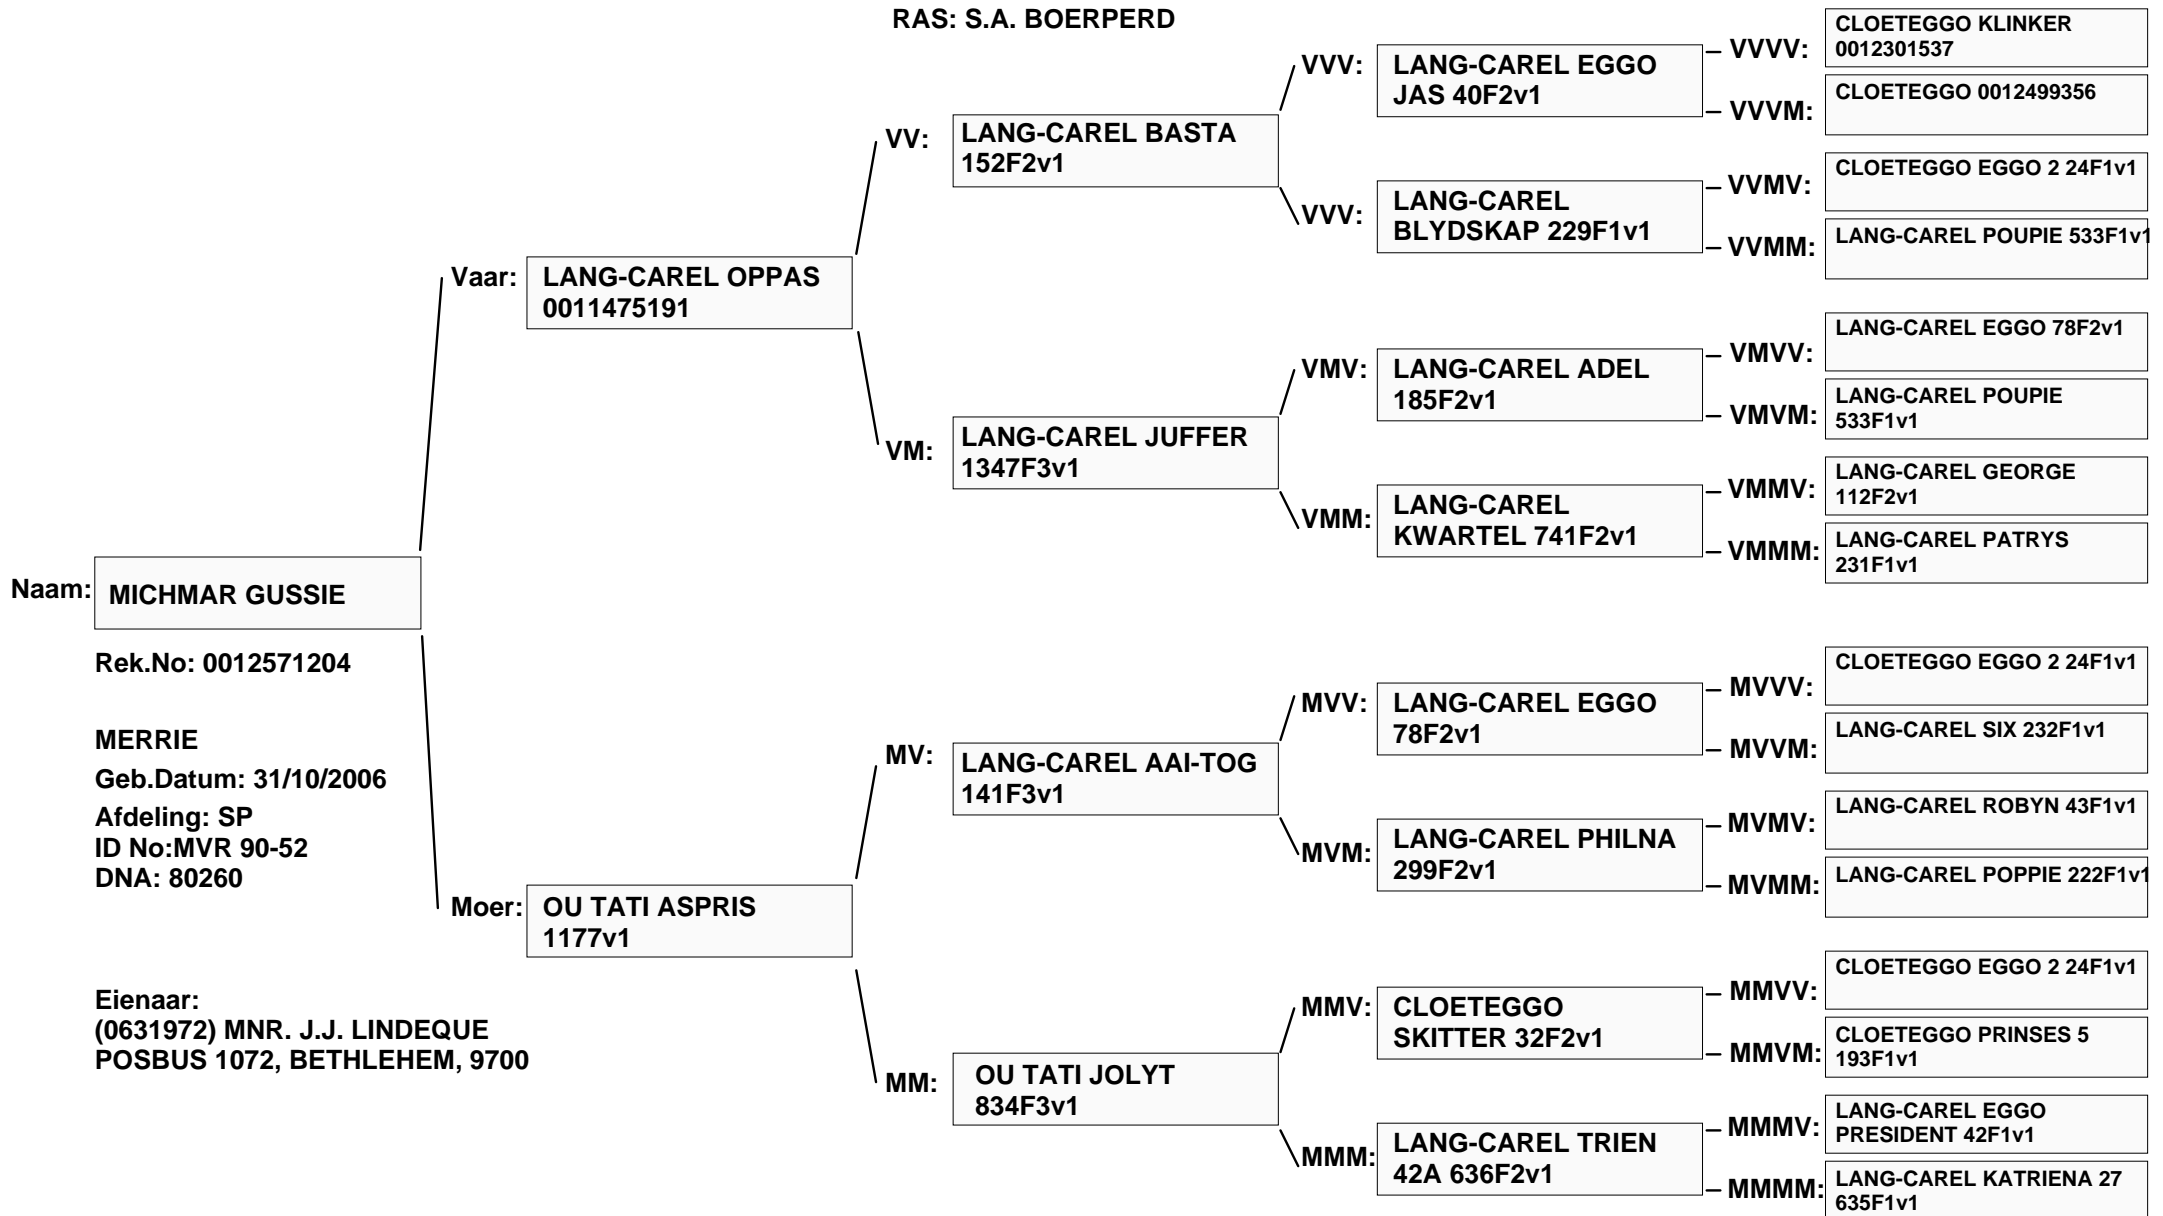 RAS: S.A. BOERPERD
Naam:
MICHMAR GUSSIE
Rek.No: 0012571204
MERRIE
Geb.Datum: 31/10/2006
Afdeling: SP
ID No:MVR 90-52
DNA: 80260
Eienaar:
(0631972) MNR. J.J. LINDEQUE
POSBUS 1072, BETHLEHEM, 9700
Vaar:
LANG-CAREL OPPAS
0011475191
Moer:
OU TATI ASPRIS
1177v1
VV:
LANG-CAREL BASTA
152F2v1
VM:
LANG-CAREL JUFFER
1347F3v1
MV:
LANG-CAREL AAI-TOG
141F3v1
MM:
OU TATI JOLYT
834F3v1
VVV:
LANG-CAREL EGGO
JAS 40F2v1
VVV:
LANG-CAREL
BLYDSKAP 229F1v1
VMV:
LANG-CAREL ADEL
185F2v1
VMM:
LANG-CAREL
KWARTEL 741F2v1
MVV:
LANG-CAREL EGGO
78F2v1
MVM:
LANG-CAREL PHILNA
299F2v1
MMV:
CLOETEGGO
SKITTER 32F2v1
MMM:
LANG-CAREL TRIEN
42A 636F2v1
VVVV:
CLOETEGGO KLINKER
0012301537
VVVM:
CLOETEGGO 0012499356
VVMV:
CLOETEGGO EGGO 2 24F1v1
VVMM:
LANG-CAREL POUPIE 533F1v1
VMVV:
LANG-CAREL EGGO 78F2v1
VMVM:
LANG-CAREL POUPIE
533F1v1
VMMV:
LANG-CAREL GEORGE
112F2v1
VMMM:
LANG-CAREL PATRYS
231F1v1
MVVV:
CLOETEGGO EGGO 2 24F1v1
MVVM:
LANG-CAREL SIX 232F1v1
MVMV:
LANG-CAREL ROBYN 43F1v1
MVMM:
LANG-CAREL POPPIE 222F1v1
MMVV:
CLOETEGGO EGGO 2 24F1v1
MMVM:
CLOETEGGO PRINSES 5
193F1v1
MMMV:
LANG-CAREL EGGO
PRESIDENT 42F1v1
MMMM:
LANG-CAREL KATRIENA 27
635F1v1